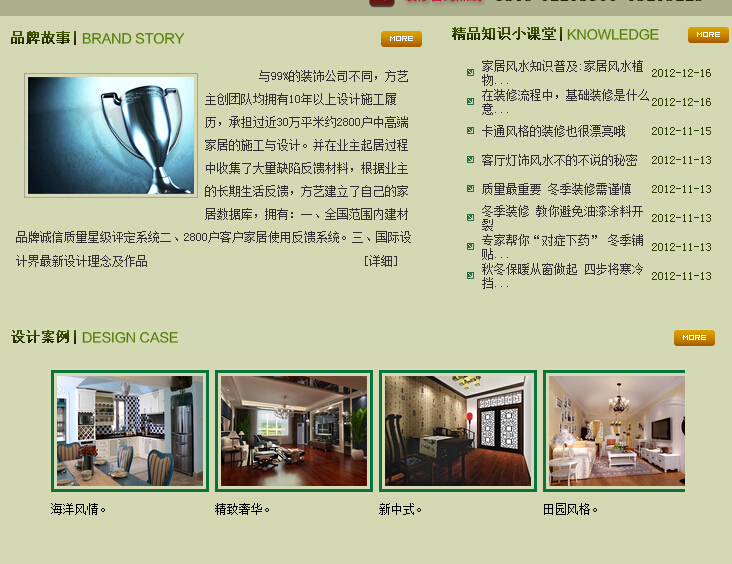 品牌故事 | BRAND STORY
MORE
与99%的装饰公司不同，方艺
主创团队均拥有10年以上设计施工履
历，承担过近30万平米约2800户中高端
家居的施工与设计。并在业主起居过程
中收集了大量缺陷反馈材料，根据业主
的长期生活反馈，方艺建立了自己的家
居数据库，拥有：一、全国范围内建材
品牌诚信质量星级评定系统二、2800户客户家居使用反馈系统。三、国际设
计界最新设计理念及作品
[详细]
精品知识小课堂 | KNOWLEDGE
MORE
家居风水知识普及:家居风水植
物...
2012-12-16
在装修流程中，基础装修是什么
意...
2012-12-16
卡通风格的装修也很漂亮哦 2012-11-15
客厅灯饰风水不的不说的秘密 2012-11-13
质量最重要 冬季装修需谨慎 2012-11-13
冬季装修 教你避免油漆涂料开
裂
2012-11-13
专家帮你“对症下药” 冬季铺
贴...
2012-11-13
秋冬保暖从窗做起 四步将寒冷
挡...
2012-11-13
设计案例 | DESIGN CASE
MORE
海洋风情。
精致奢华。
新中式。
田园风格。